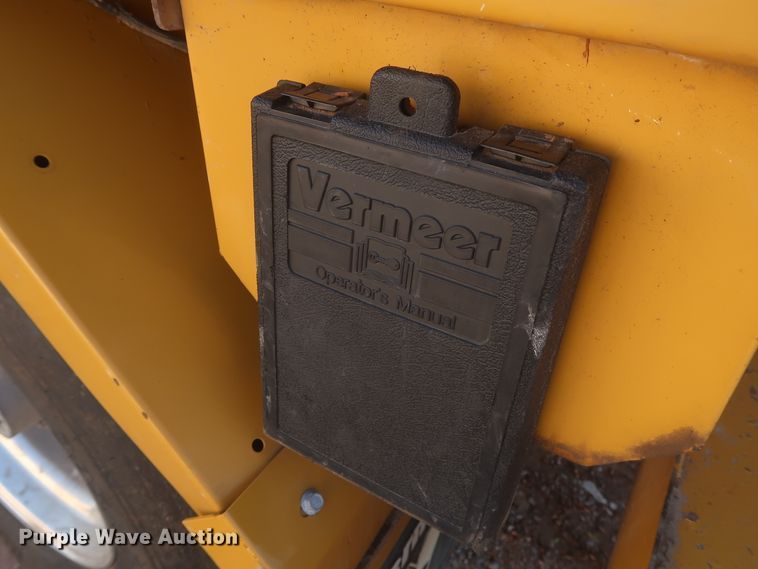 Vermeer
Operator's Manual
Purple Wave Auction